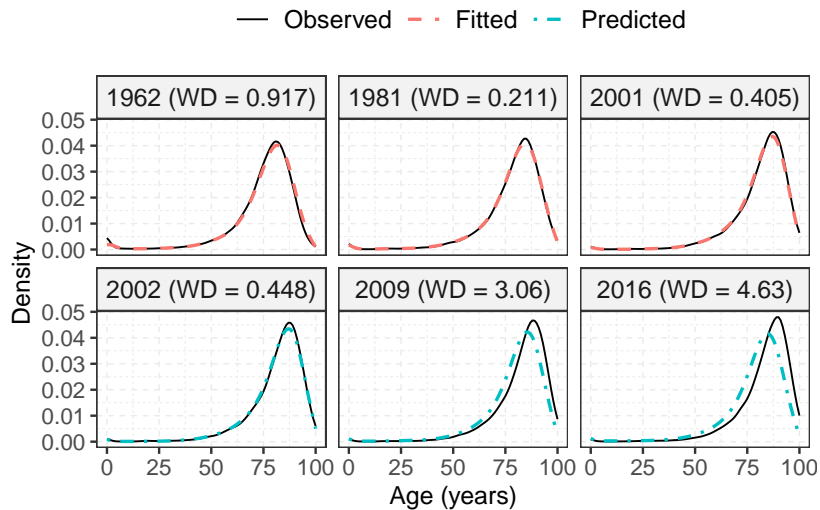 Observed Fitted Predicted
1962 (WD = 0.917) 1981 (WD = 0.211) 2001 (WD = 0.405)
0.05
0.04
0.03
0.02
0.01
0.00
2002 (WD = 0.448) 2009 (WD = 3.06) 2016 (WD = 4.63)
0.05
0.04
0.03
0.02
0.01
0.00
Density
0 25 50 75 100 0 25 50 75 100 0 25 50 75 100
Age (years)